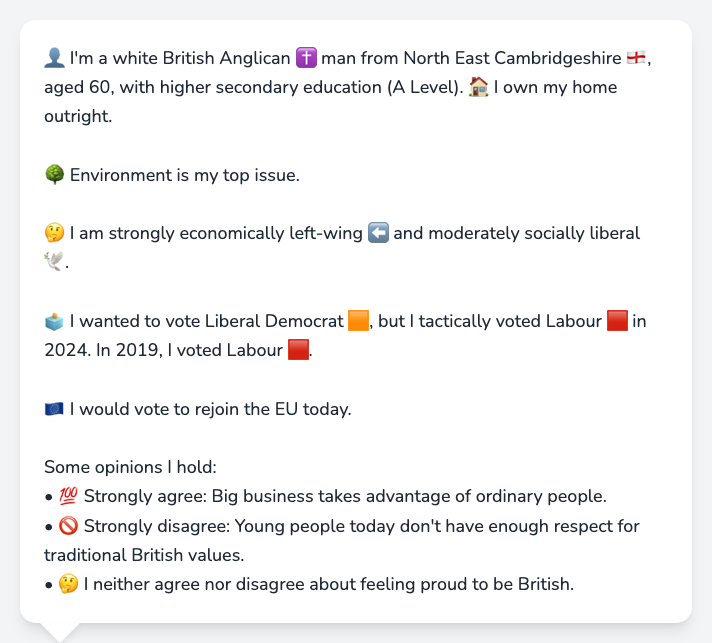 👤 I'm a white British Anglican ✝️ man from North East Cambridgeshire 🏴󠁧󠁢󠁥󠁮󠁧󠁿,
aged 60, with higher secondary education (A Level). 🏠 I own my home
outright.
🌳 Environment is my top issue.
🤔 I am strongly economically left-wing ⬅️ and moderately socially liberal
🕊️.
🗳️ I wanted to vote Liberal Democrat 🟧, but I tactically voted Labour 🟥 in
2024. In 2019, I voted Labour 🟥.
🇪🇺 I would vote to rejoin the EU today.
Some opinions I hold:
• 💯 Strongly agree: Big business takes advantage of ordinary people.
• 🚫 Strongly disagree: Young people today don't have enough respect for
traditional British values.
• 🤔 I neither agree nor disagree about feeling proud to be British.